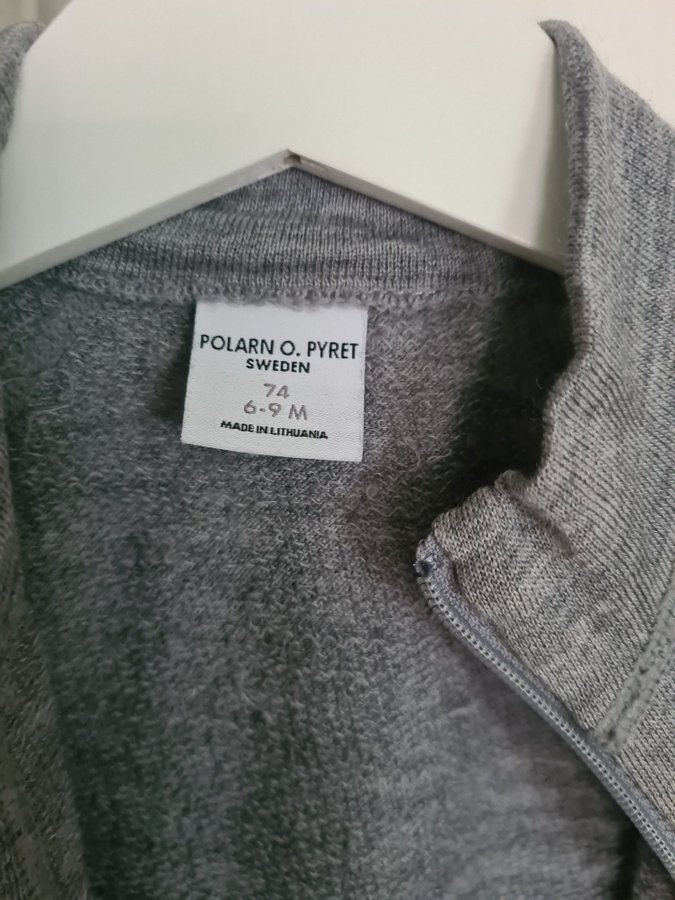 POLARN O. PYRET
SWEDEN
74
6-9 M
MADE IN LITHUANIA